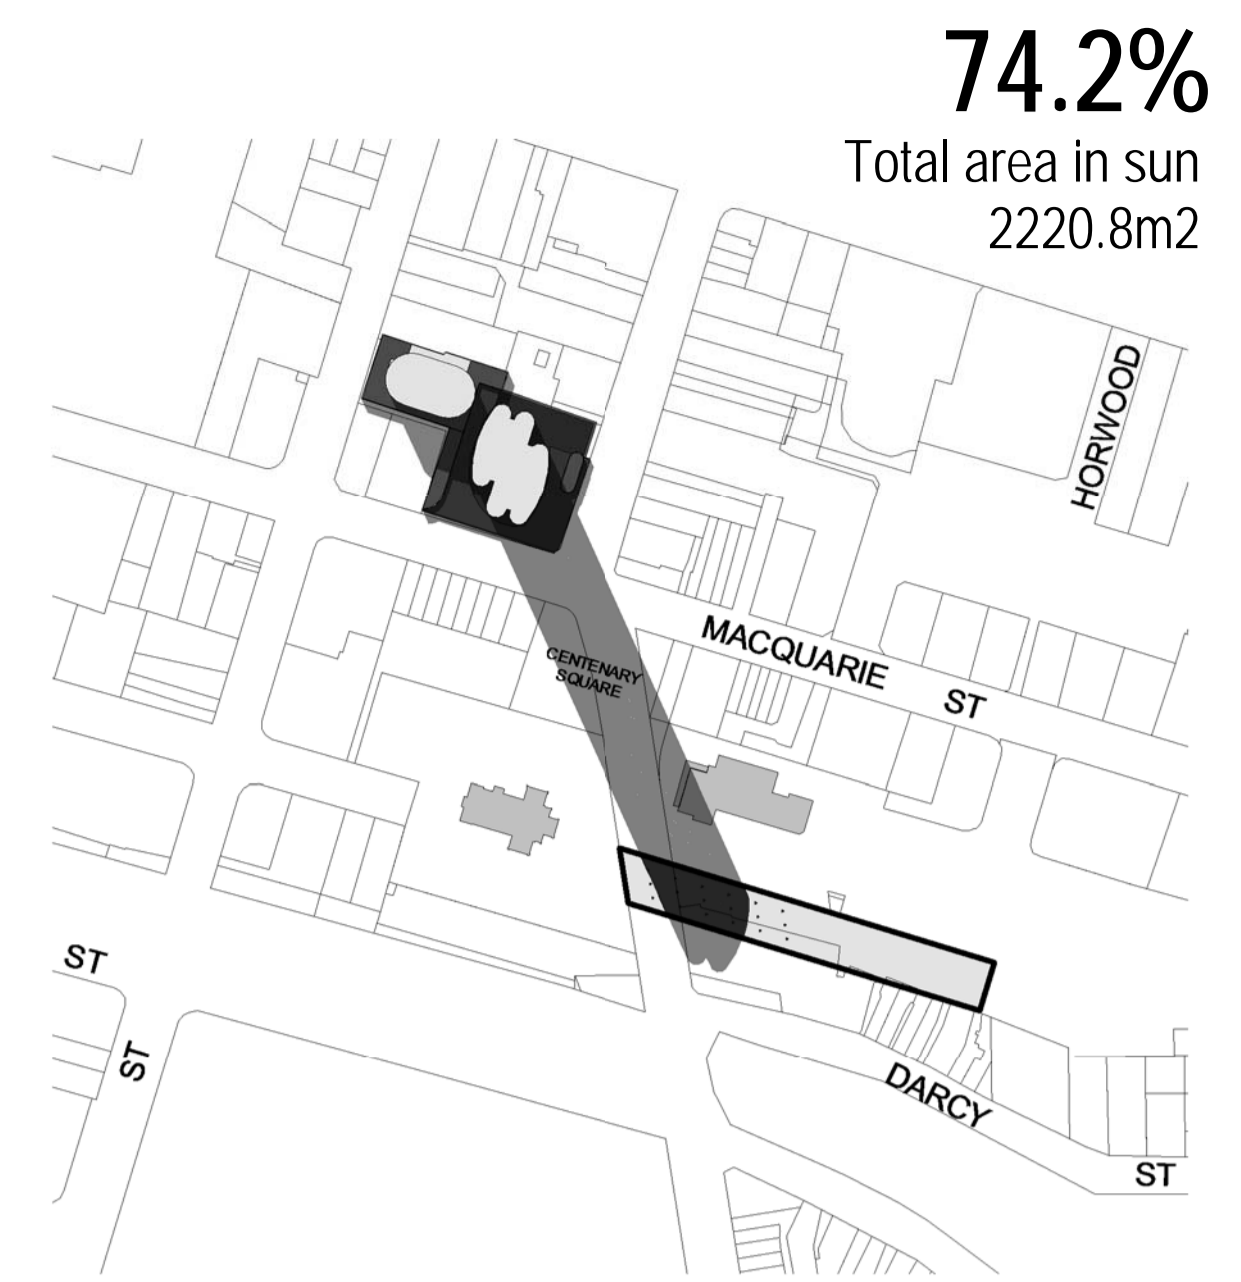 74.2%
Total area in sun
2220.8m2
HORWOOD
MACQUARIE ST
CENTENARY
SQUARE
ST
ST
DARCY
ST